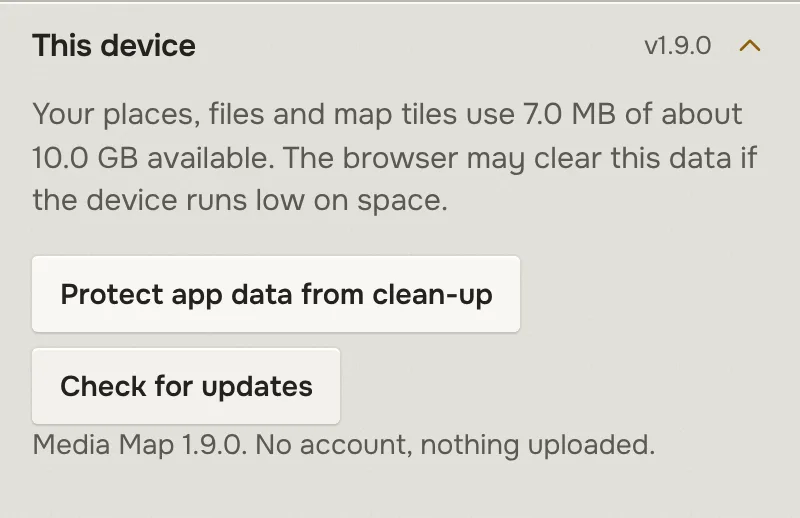 This device
v1.9.0
Your places, files and map tiles use 7.0 MB of about
10.0 GB available. The browser may clear this data if
the device runs low on space.
Protect app data from clean-up
Check for updates
Media Map 1.9.0. No account, nothing uploaded.